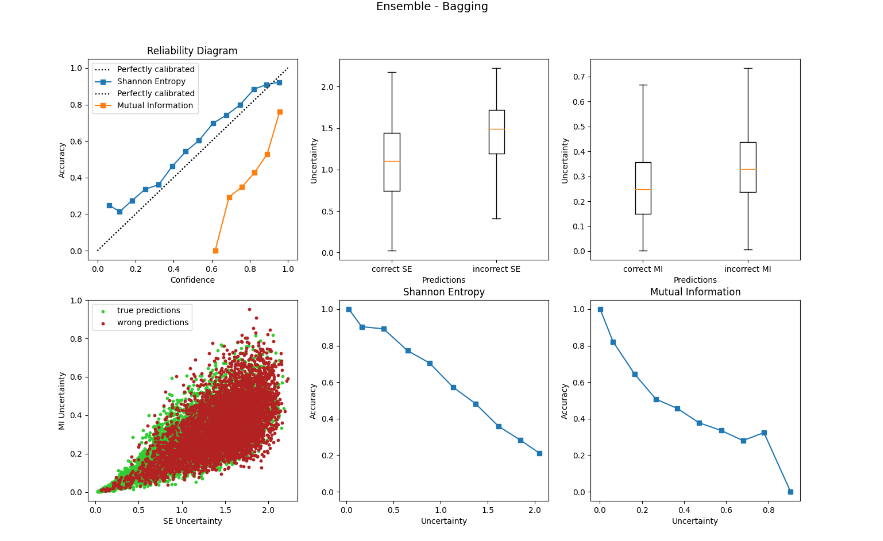 Ensemble - Bagging
Reliability Diagram
Perfectly calibrated
Shannon Entropy
Perfectly calibrated
Mutual Information
Accuracy
1.0
0.8
0.6
0.4
0.2
0.0
0.0 0.2 0.4 0.6 0.8 1.0
Confidence
Uncertainty
2.0
1.5
1.0
0.5
0.0
correct SE incorrect SE
Predictions
Uncertainty
0.7
0.6
0.5
0.4
0.3
0.2
0.1
0.0
correct MI incorrect MI
Predictions
true predictions
wrong predictions
MI Uncertainty
1.0
0.8
0.6
0.4
0.2
0.0
0.0 0.5 1.0 1.5 2.0
SE Uncertainty
Shannon Entropy
Accuracy
1.0
0.8
0.6
0.4
0.2
0.0
0.0 0.5 1.0 1.5 2.0
Uncertainty
Mutual Information
Accuracy
1.0
0.8
0.6
0.4
0.2
0.0
0.0 0.2 0.4 0.6 0.8
Uncertainty